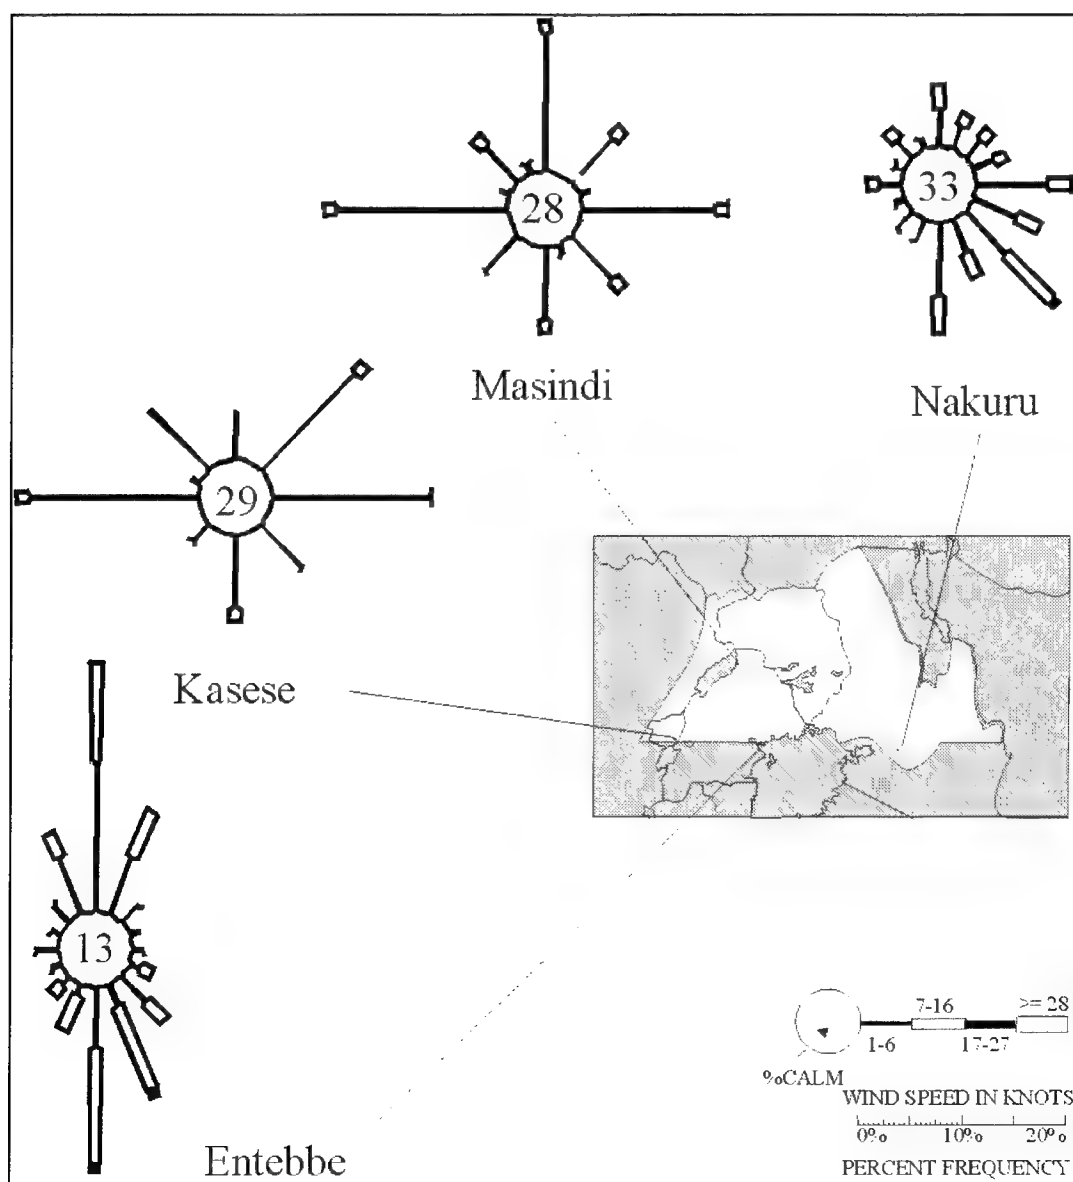 28
33
Masindi
Nakuru
29
Kasese
13
7-16 >= 28
1-6 17-27
%CALM
WIND SPEED IN KNOTS
0% 10% 20%
PERCENT FREQUENCY
Entebbe